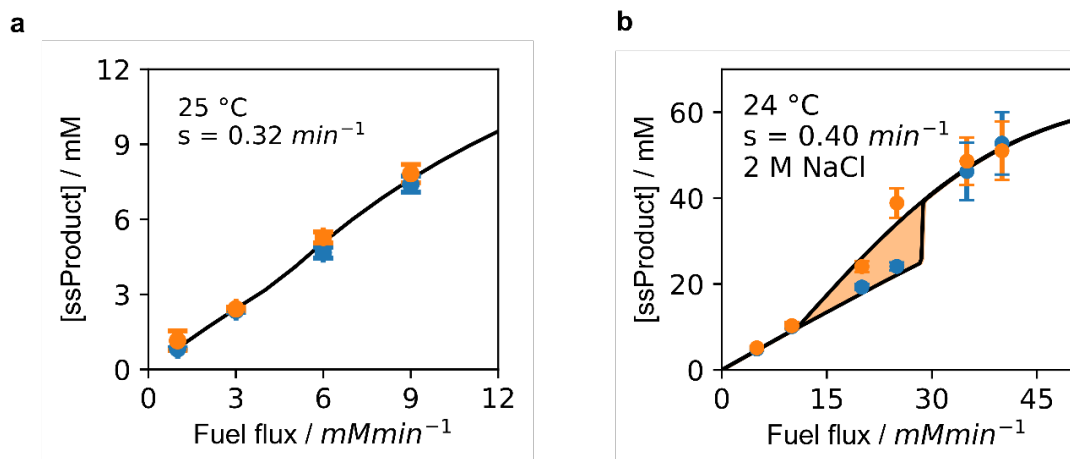 a
12
9
6
3
0
[ssProduct] / mM
25 °C
s = 0.32 min⁻¹
0 3 6 9 12
Fuel flux / mMmin⁻¹
b
60
40
20
0
[ssProduct] / mM
24 °C
s = 0.40 min⁻¹
2 M NaCl
0 15 30 45
Fuel flux / mMmin⁻¹